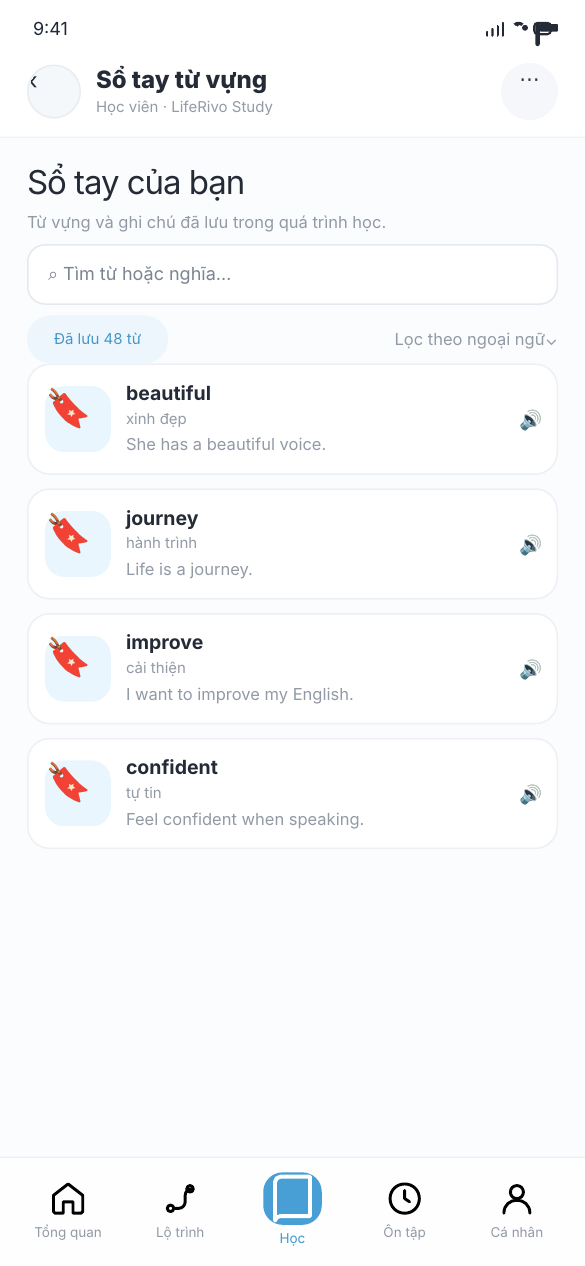 9:41
Sổ tay từ vựng
Học viên · LifeRivo Study
Sổ tay của bạn
Từ vựng và ghi chú đã lưu trong quá trình học.
Tìm từ hoặc nghĩa...
Đã lưu 48 từ
Lọc theo ngoại ngữ
beautiful
xinh đẹp
She has a beautiful voice.
journey
hành trình
Life is a journey.
improve
cải thiện
I want to improve my English.
confident
tự tin
Feel confident when speaking.
Tổng quan
Lộ trình
Học
Ôn tập
Cá nhân